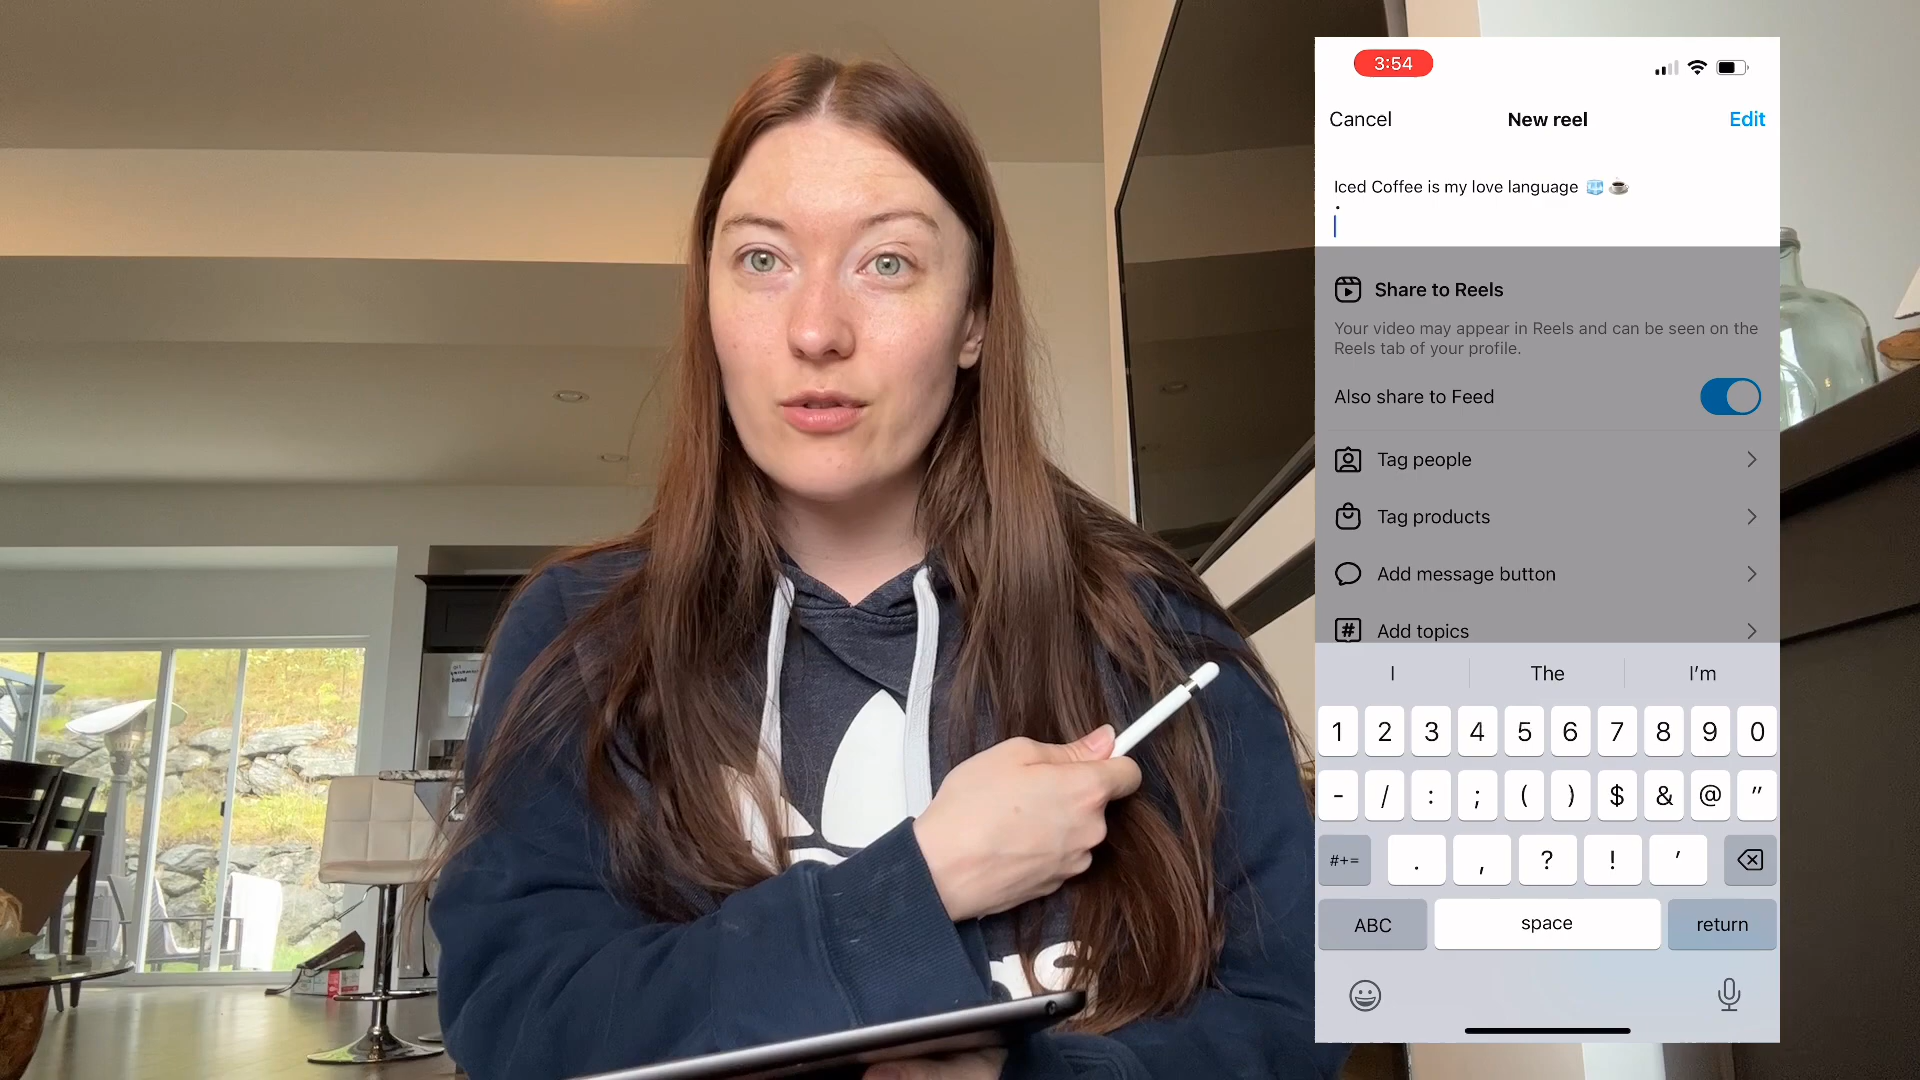 3:54
Cancel New reel Edit
Iced Coffee is my love language 🧊 ☕
.
Share to Reels
Your video may appear in Reels and can be seen on the
Reels tab of your profile.
Also share to Feed
Tag people
Tag products
Add message button
# Add topics
I The I'm
1 2 3 4 5 6 7 8 9 0
- / : ; ( ) $ & @ "
#+= . , ? ! '
ABC space return